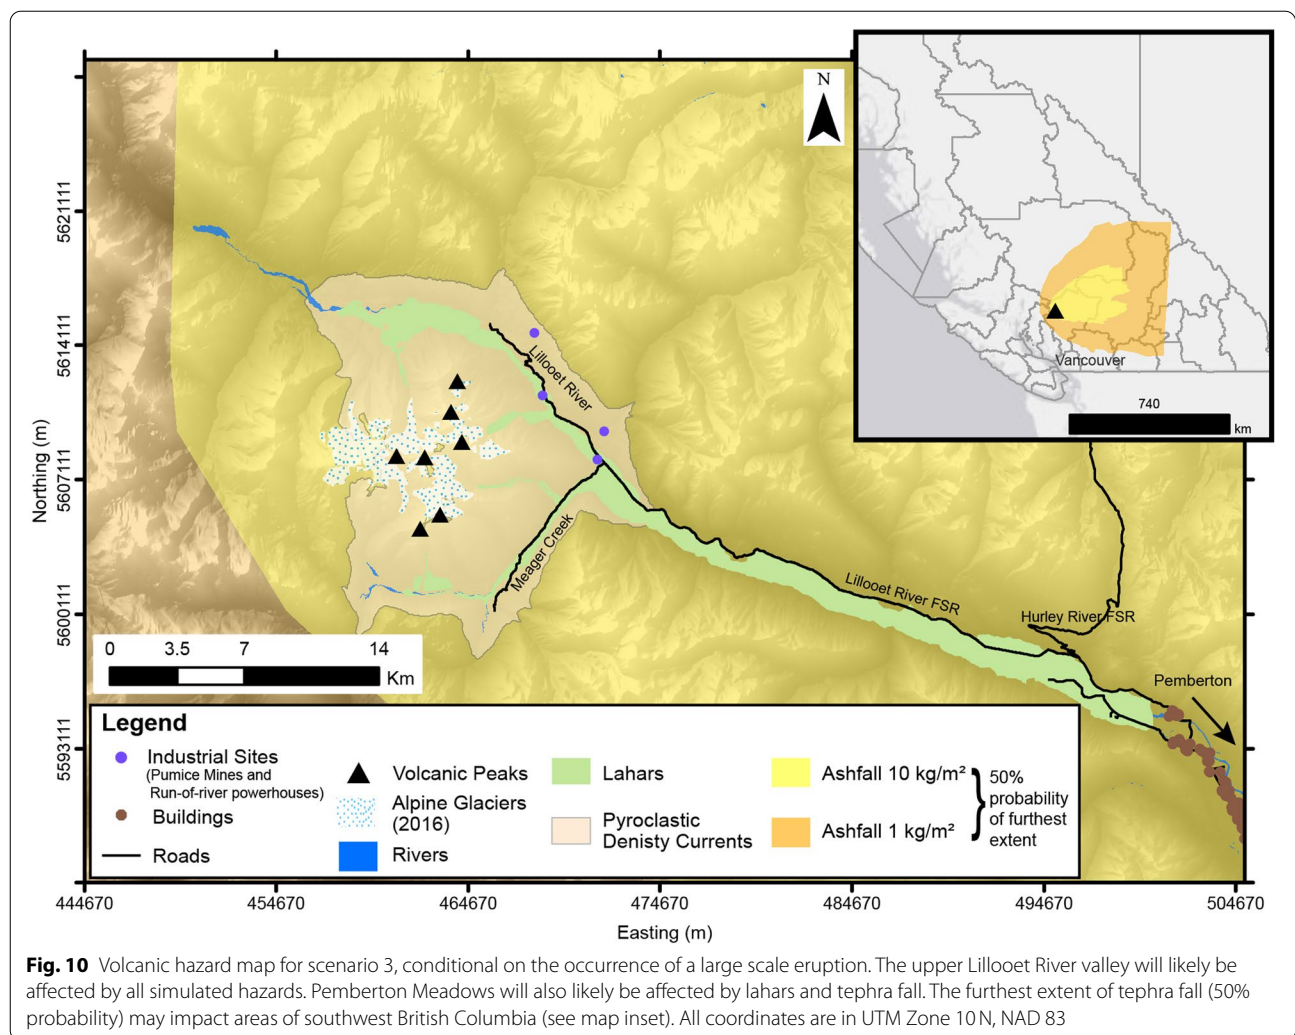 N
Vancouver
740
km
5621111
5614111
5607111
5600111
5593111
Northing (m)
Lillooet River
Meager Creek
Lillooet River FSR
Hurley River FSR
Pemberton
0 3.5 7 14
Km
Legend
Industrial Sites
(Pumice Mines and
Run-of-river powerhouses)
Buildings
Roads
Volcanic Peaks
Alpine Glaciers
(2016)
Rivers
Lahars
Pyroclastic
Denisty Currents
Ashfall 10 kg/m²
Ashfall 1 kg/m²
50%
probability
of furthest
extent
444670 454670 464670 474670 484670 494670 504670
Easting (m)
Fig. 10 Volcanic hazard map for scenario 3, conditional on the occurrence of a large scale eruption. The upper Lillooet River valley will likely be
affected by all simulated hazards. Pemberton Meadows will also likely be affected by lahars and tephra fall. The furthest extent of tephra fall (50%
probability) may impact areas of southwest British Columbia (see map inset). All coordinates are in UTM Zone 10 N, NAD 83